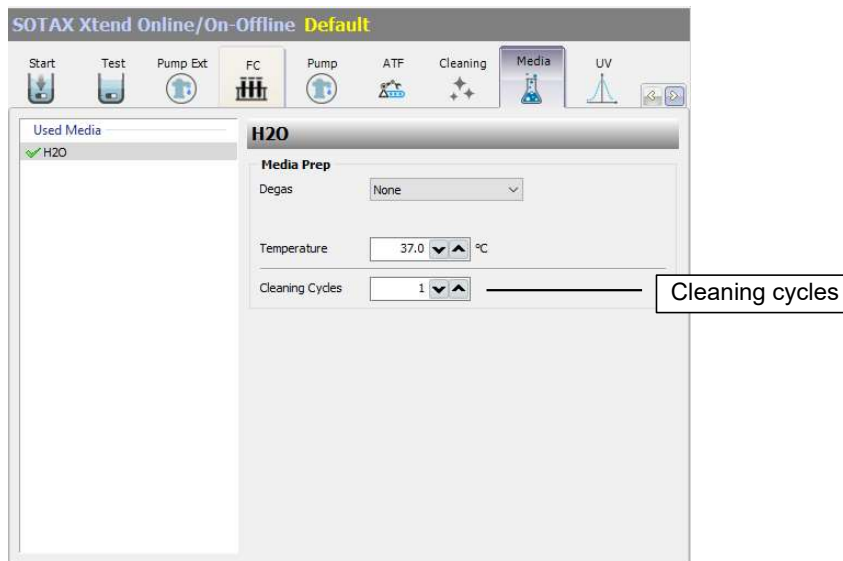 SOTAX Xtend Online/On-Offline Default
Start Test Pump Ext FC Pump ATF Cleaning Media UV
Used Media
H2O
H2O
Media Prep
Degas None
Temperature 37.0 °C
Cleaning Cycles 1
Cleaning cycles